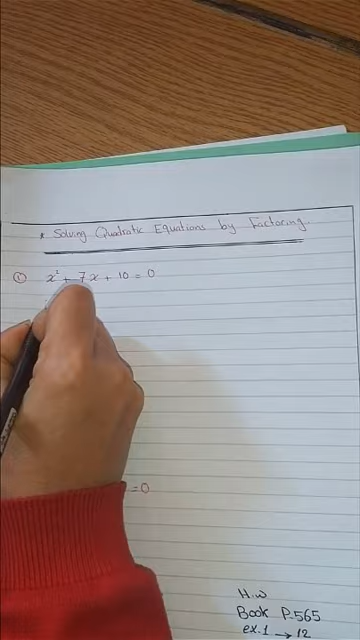 * Solving Quadratic Equations by Factoring.
① x² + 7x + 10 = 0
= 0
H.W
Book P.565
ex.1 → 12